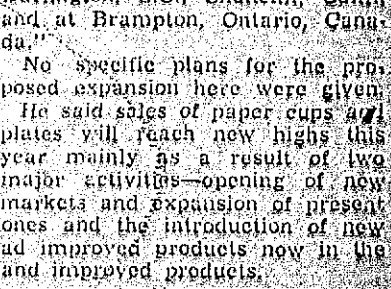 and at Brampton, Ontario, Cana-
da."
No specific plans for the pro-
posed expansion here were given.
He said sales of paper cups and
plates will reach new highs this
year mainly as a result of two
major activities—opening of new
markets and expansion of present
ones and the introduction of new
ad improved products now in the
and improved products.